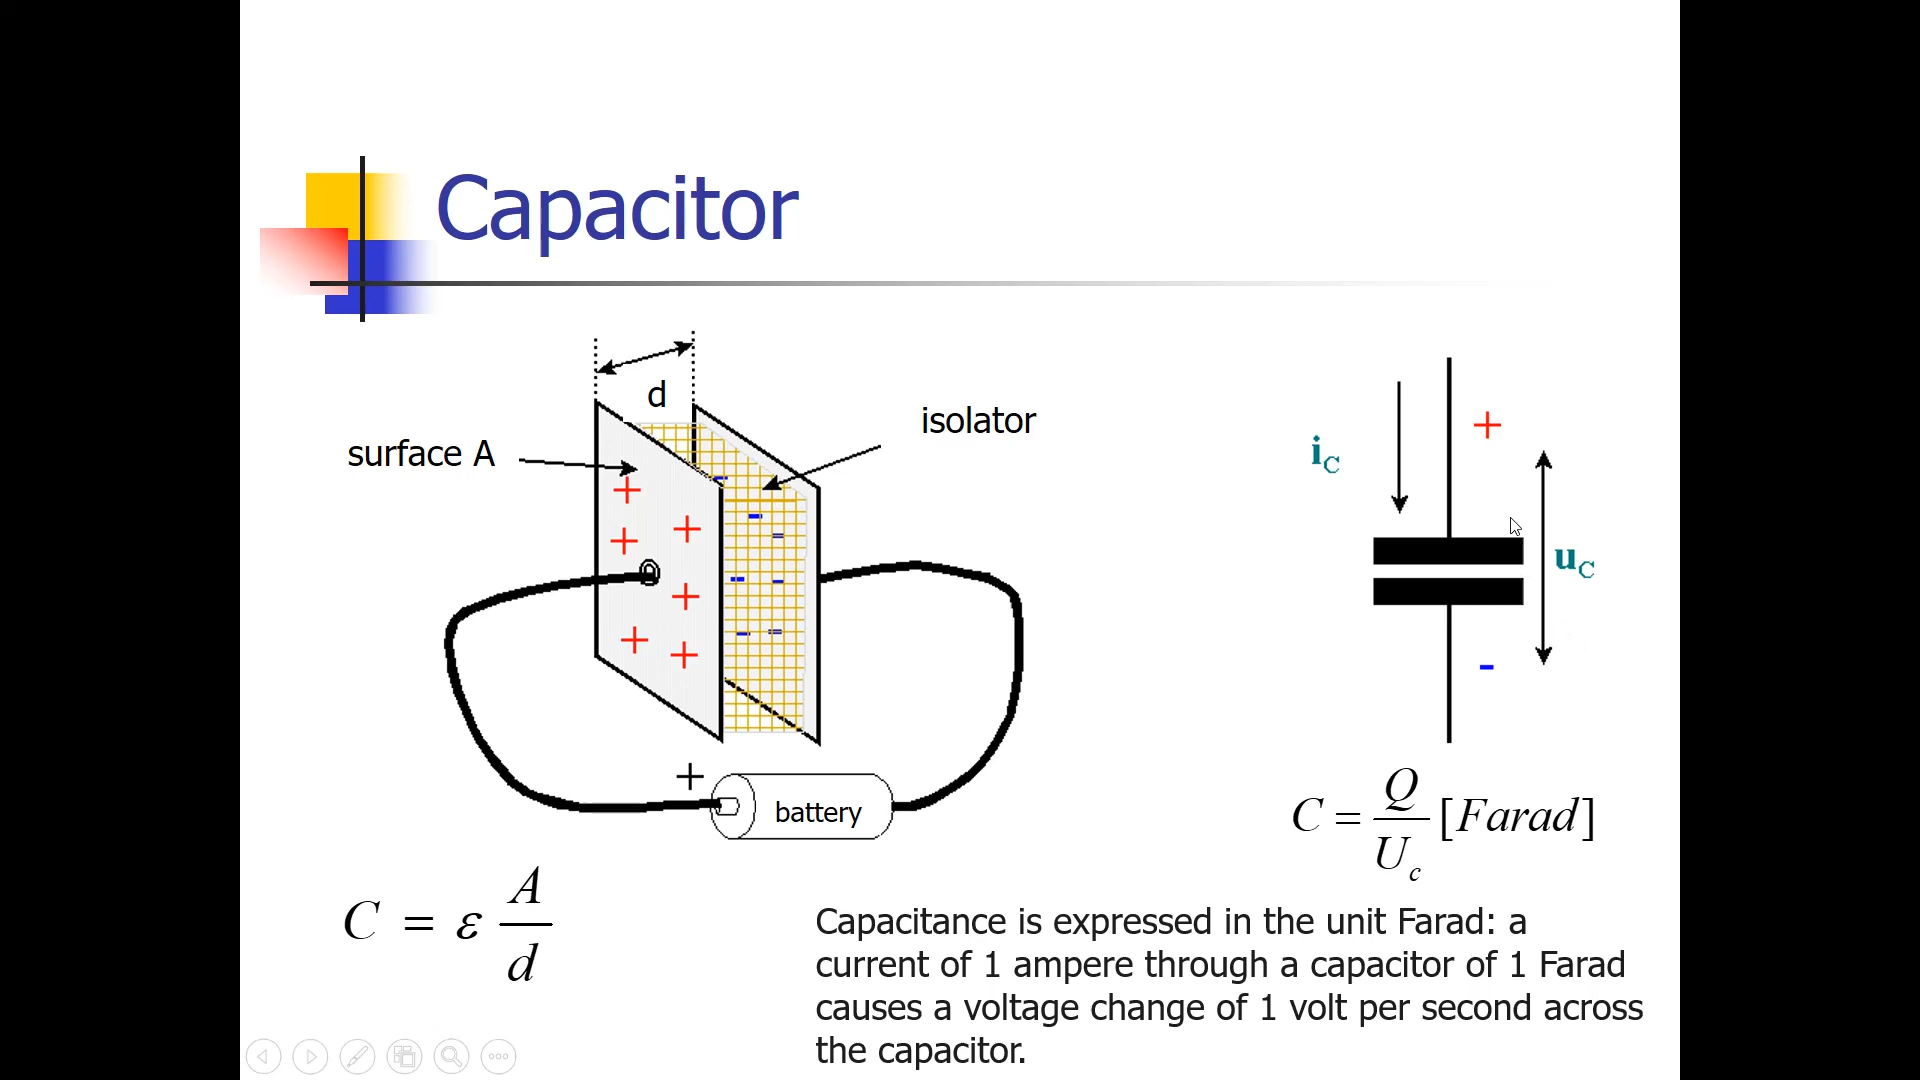 Capacitor
d
surface A
isolator
+
-
i_C
u_C
+
-
+
battery
C = Q / U_c [Farad]
C = ε A / d
Capacitance is expressed in the unit Farad: a
current of 1 ampere through a capacitor of 1 Farad
causes a voltage change of 1 volt per second across
the capacitor.